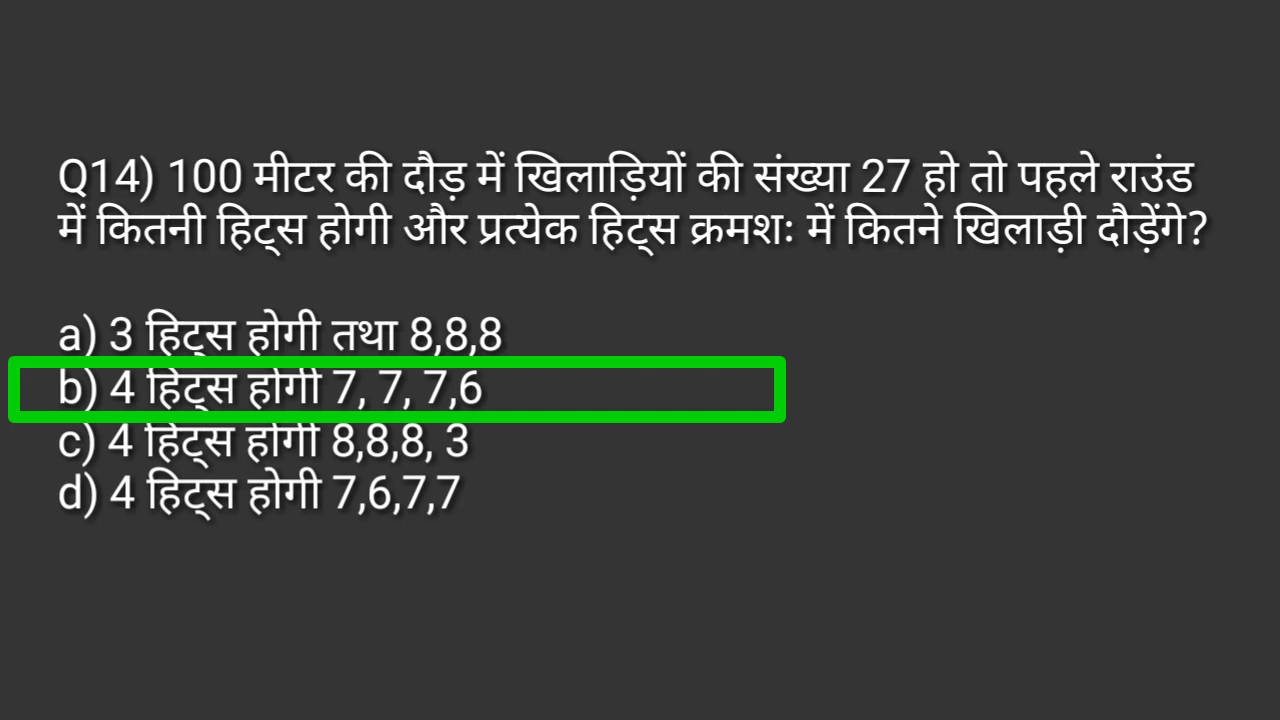 Q14) 100 मीटर की दौड़ में खिलाड़ियों की संख्या 27 हो तो पहले राउंड
में कितनी हिट्स होगी और प्रत्येक हिट्स क्रमशः में कितने खिलाड़ी दौड़ेंगे?
a) 3 हिट्स होगी तथा 8,8,8
b) 4 हिट्स होगी 7, 7, 7,6
c) 4 हिट्स होगी 8,8,8, 3
d) 4 हिट्स होगी 7,6,7,7